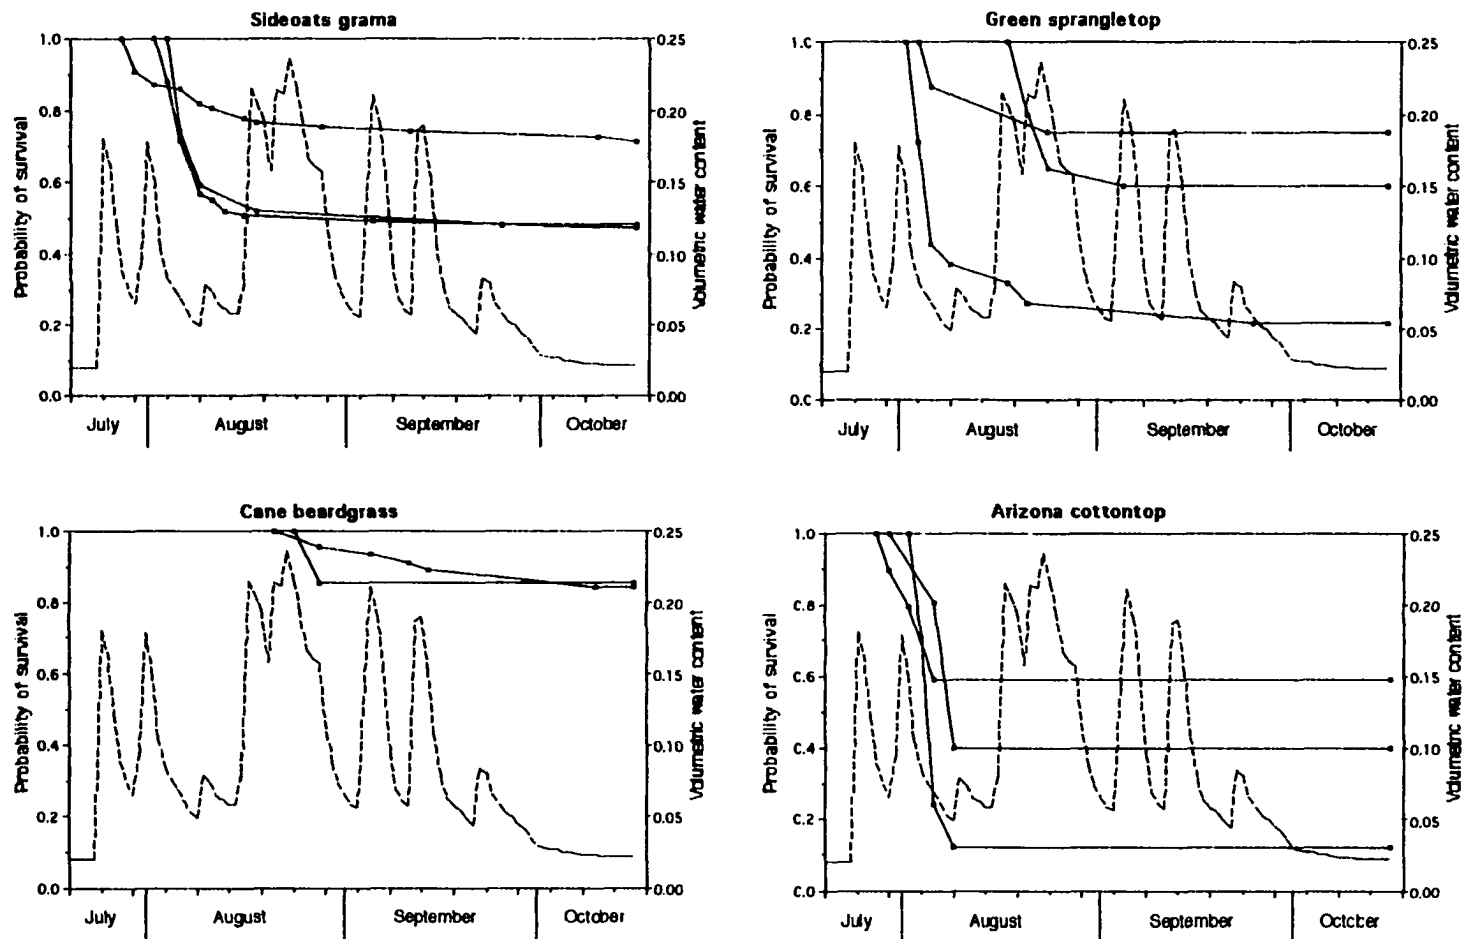 Sideoats grama
1.0
0.8
0.6
0.4
0.2
0.0
Probability of survival
0.25
0.20
0.15
0.10
0.05
0.00
Volumetric water content
July August September October
Green sprangletop
1.C
0.8
0.6
0.4
0.2
0.C
Probability of survival
0.25
0.20
0.15
0.10
0.05
0.00
Volumetric water content
July August September October
Cane beardgrass
1.0
0.8
0.6
0.4
0.2
0.0
Probability of survival
0.25
0.20
0.15
0.10
0.05
0.00
Volumetric water content
July August September October
Arizona cottontop
1.0
0.8
0.6
C.4
C.2
C.0
Probability of survival
0.25
0.20
0.15
0.10
0.05
0.00
Volumetric water content
July August September October